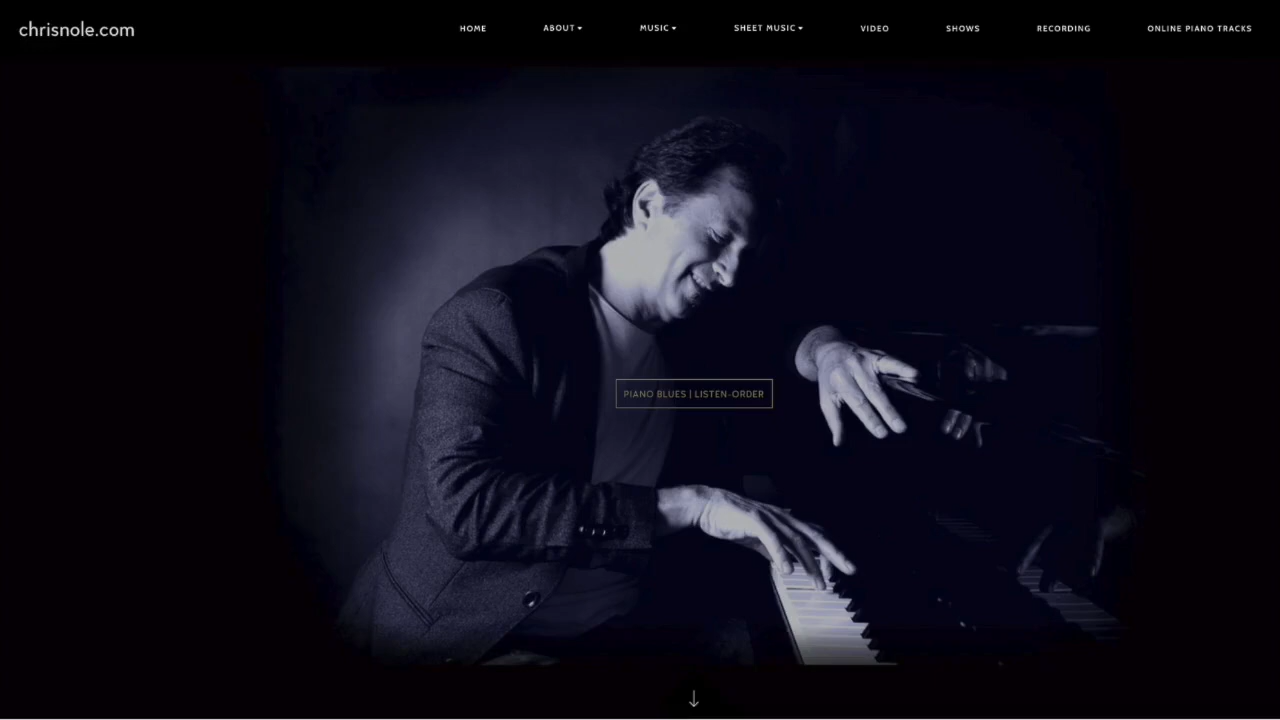 chrisnole.com
HOME
ABOUT
MUSIC
SHEET MUSIC
VIDEO
SHOWS
RECORDING
ONLINE PIANO TRACKS
PIANO BLUES | LISTEN-ORDER